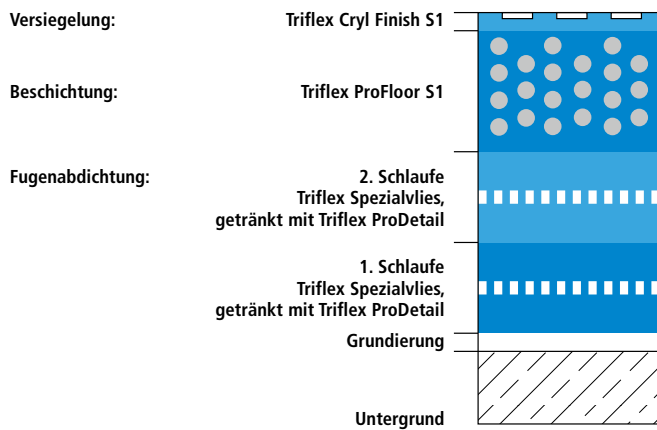 Versiegelung: Triflex Cryl Finish S1
Beschichtung: Triflex ProFloor S1
Fugenabdichtung: 2. Schlaufe
Triflex Spezialvlies,
getränkt mit Triflex ProDetail
1. Schlaufe
Triflex Spezialvlies,
getränkt mit Triflex ProDetail
Grundierung
Untergrund